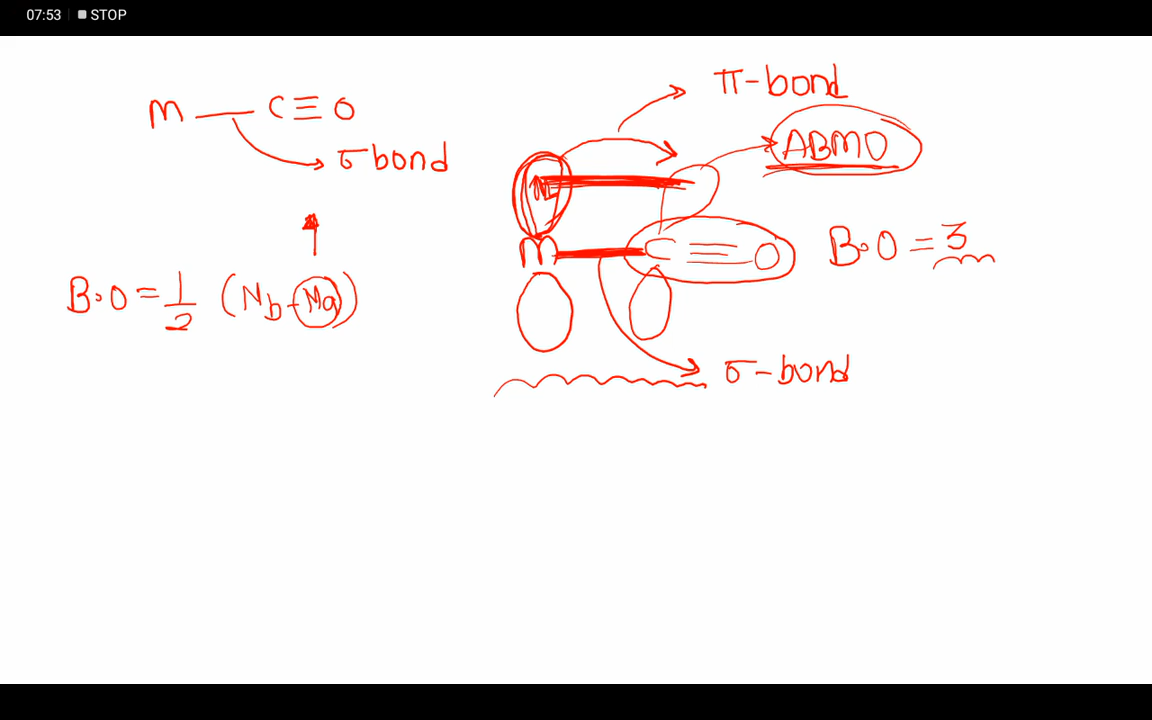 07:53 STOP
M — C ≡ O
σ bond
B.O = 1/2 (Nb - Na)
π-bond
ABMO
M — C ≡ O
B.O = 3
σ-bond